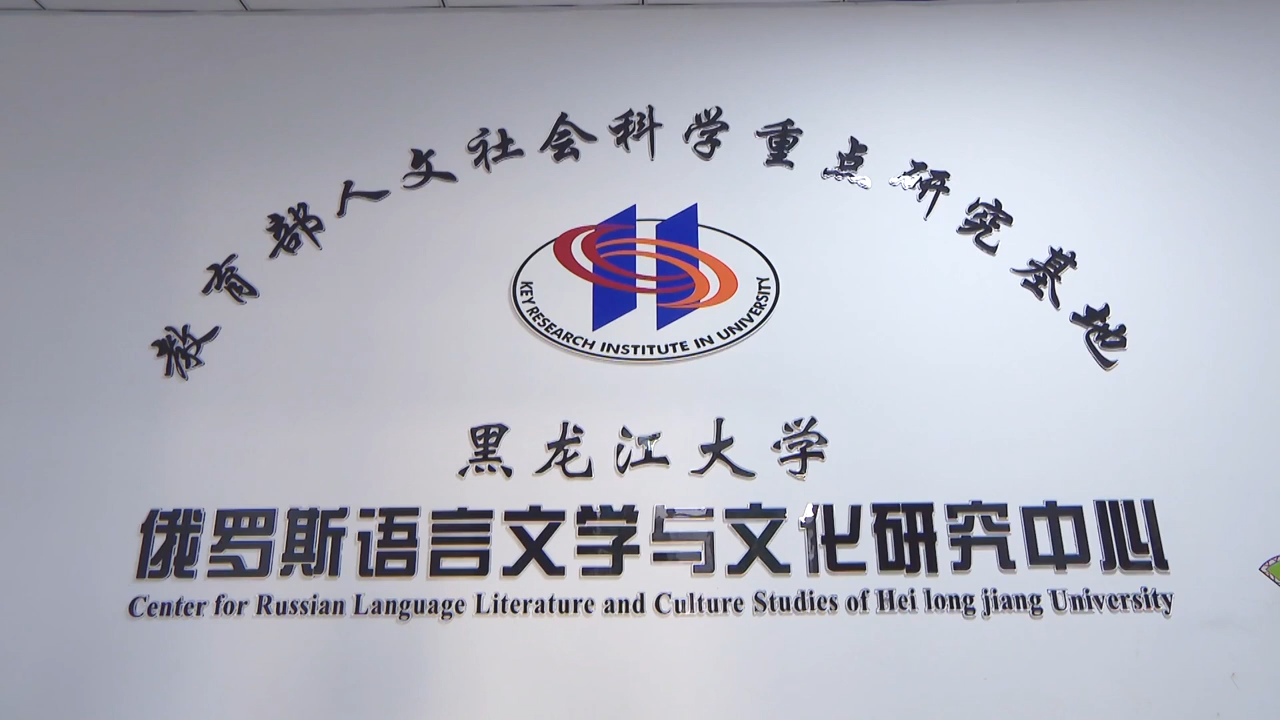 教育部人文社会科学重点研究基地
KEY RESEARCH INSTITUTE IN UNIVERSITY
黑龙江大学
俄罗斯语言文学与文化研究中心
Center for Russian Language Literature and Culture Studies of Hei long jiang University